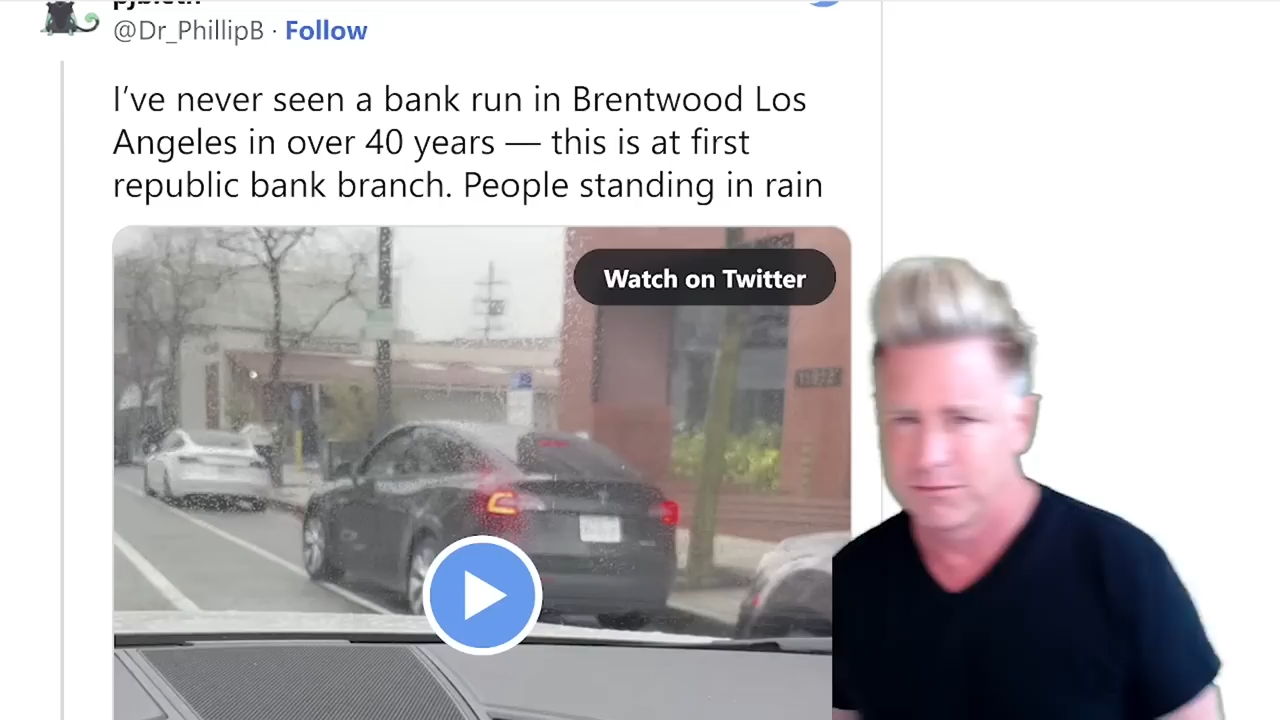 @Dr_PhillipB · Follow
I’ve never seen a bank run in Brentwood Los
Angeles in over 40 years — this is at first
republic bank branch. People standing in rain
Watch on Twitter